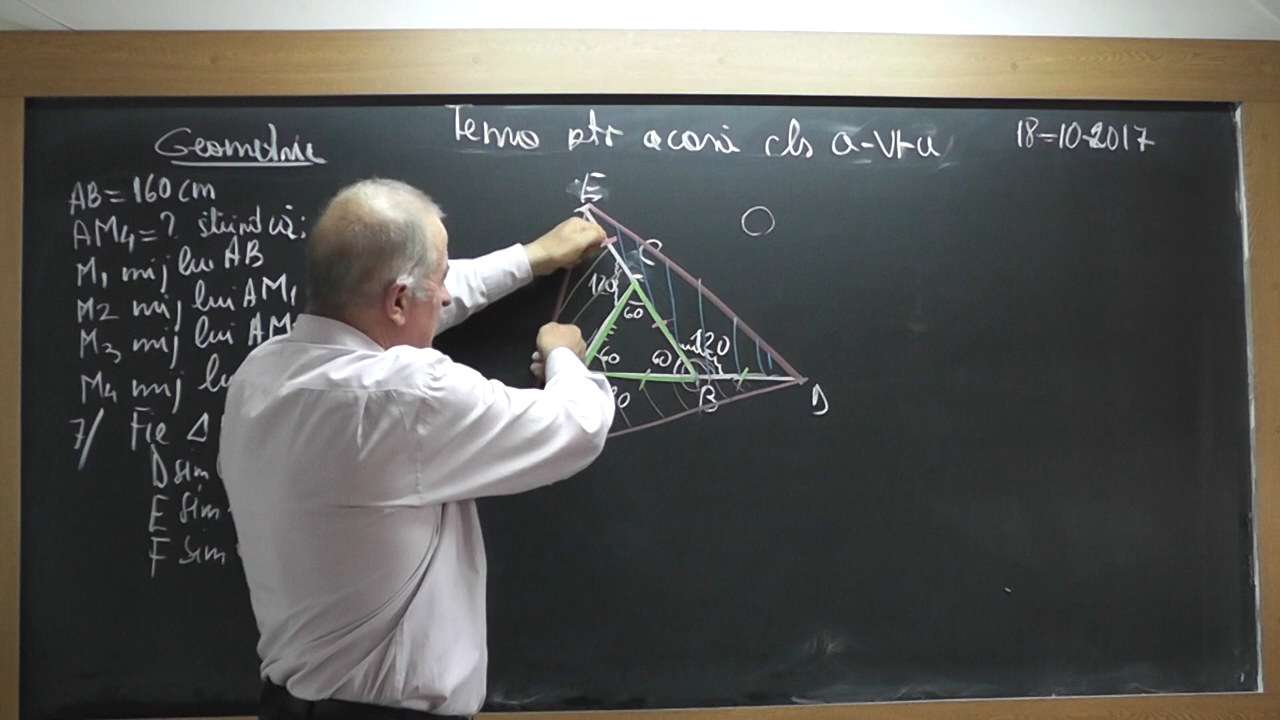 Geometrie
Tema ptr acasă cls a-VI-a
18-10-2017
AB = 160 cm
AM4 = ? știind că:
M1 mij lui AB
M2 mij lui AM1
M3 mij lui AM
M4 mij lu
7/ Fie Δ
D sim
E sim
F sim
E
C
120
60
60
60
120
B
D